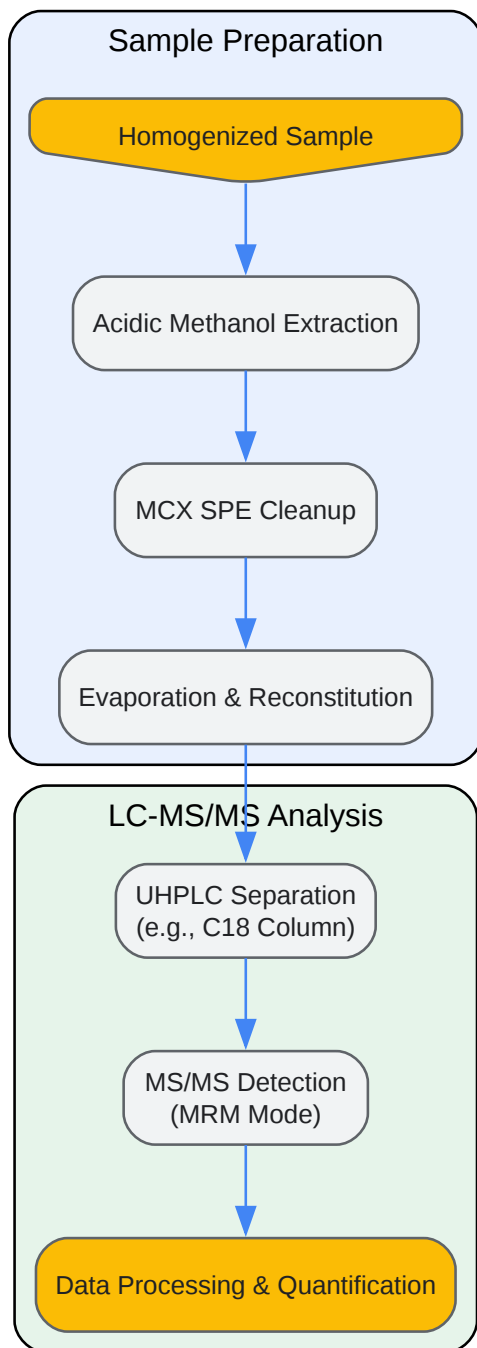 Sample Preparation
Homogenized Sample
Acidic Methanol Extraction
MCX SPE Cleanup
Evaporation & Reconstitution
LC-MS/MS Analysis
UHPLC Separation
(e.g., C18 Column)
MS/MS Detection
(MRM Mode)
Data Processing & Quantification